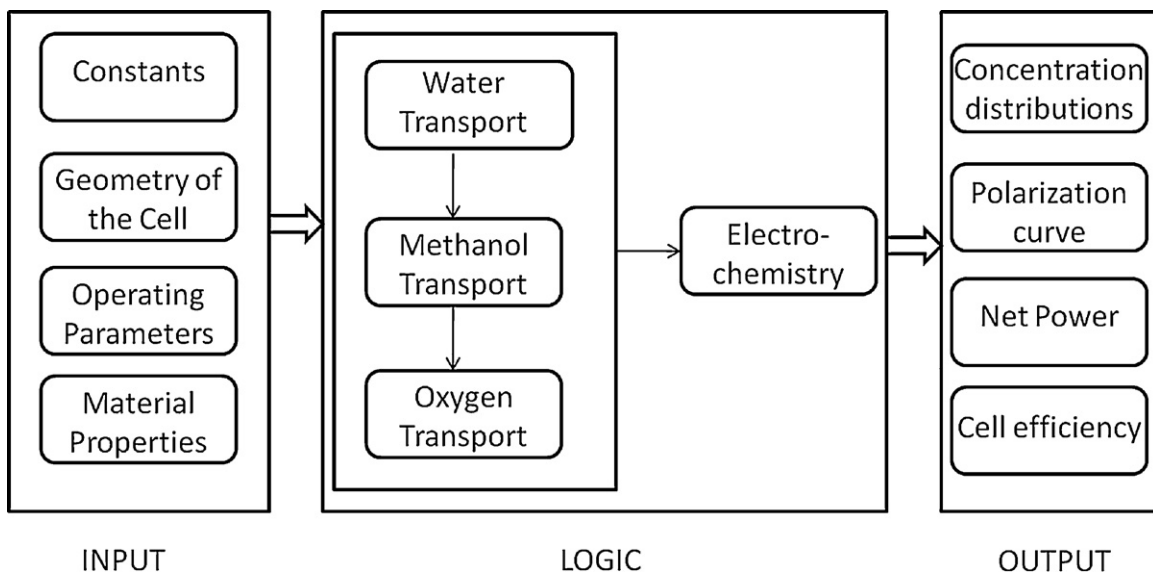 Constants
Geometry of
the Cell
Operating
Parameters
Material
Properties
INPUT
Water
Transport
Methanol
Transport
Oxygen
Transport
Electro-
chemistry
LOGIC
Concentration
distributions
Polarization
curve
Net Power
Cell efficiency
OUTPUT